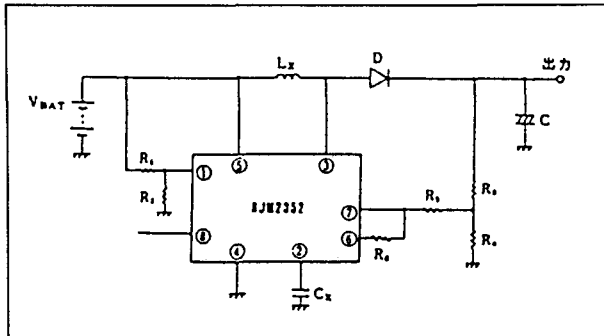 Lx
D
出力
VBAT
C
R1
①
⑤
③
R2
NJM2352
⑦
R5
R3
⑧
⑥
R6
R4
④
②
Cx